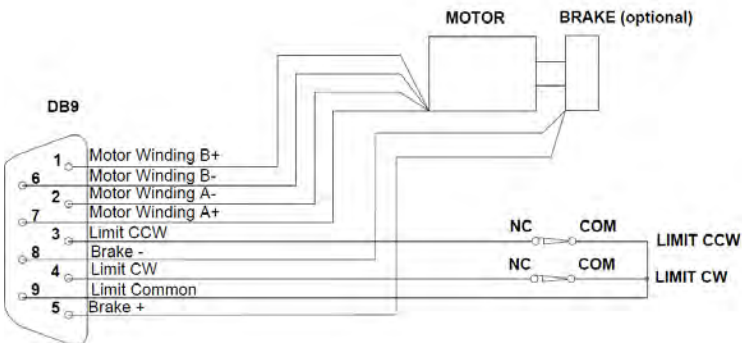 MOTOR
BRAKE (optional)
DB9
1 Motor Winding B+
6 Motor Winding B-
2 Motor Winding A-
7 Motor Winding A+
3 Limit CCW
NC COM
LIMIT CCW
8 Brake -
4 Limit CW
NC COM
LIMIT CW
9 Limit Common
5 Brake +